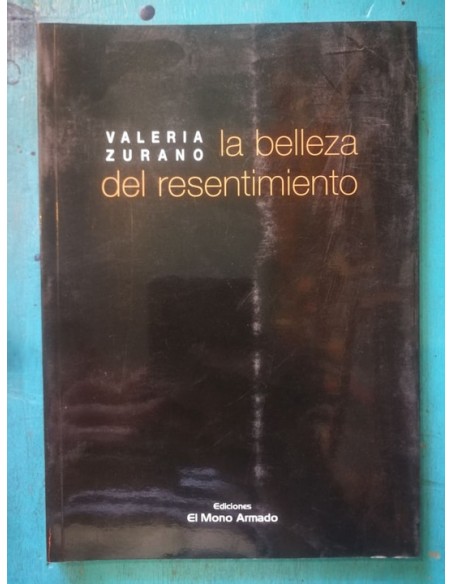 VALERIA
ZURANO
la belleza
del resentimiento
Ediciones
El Mono Armado